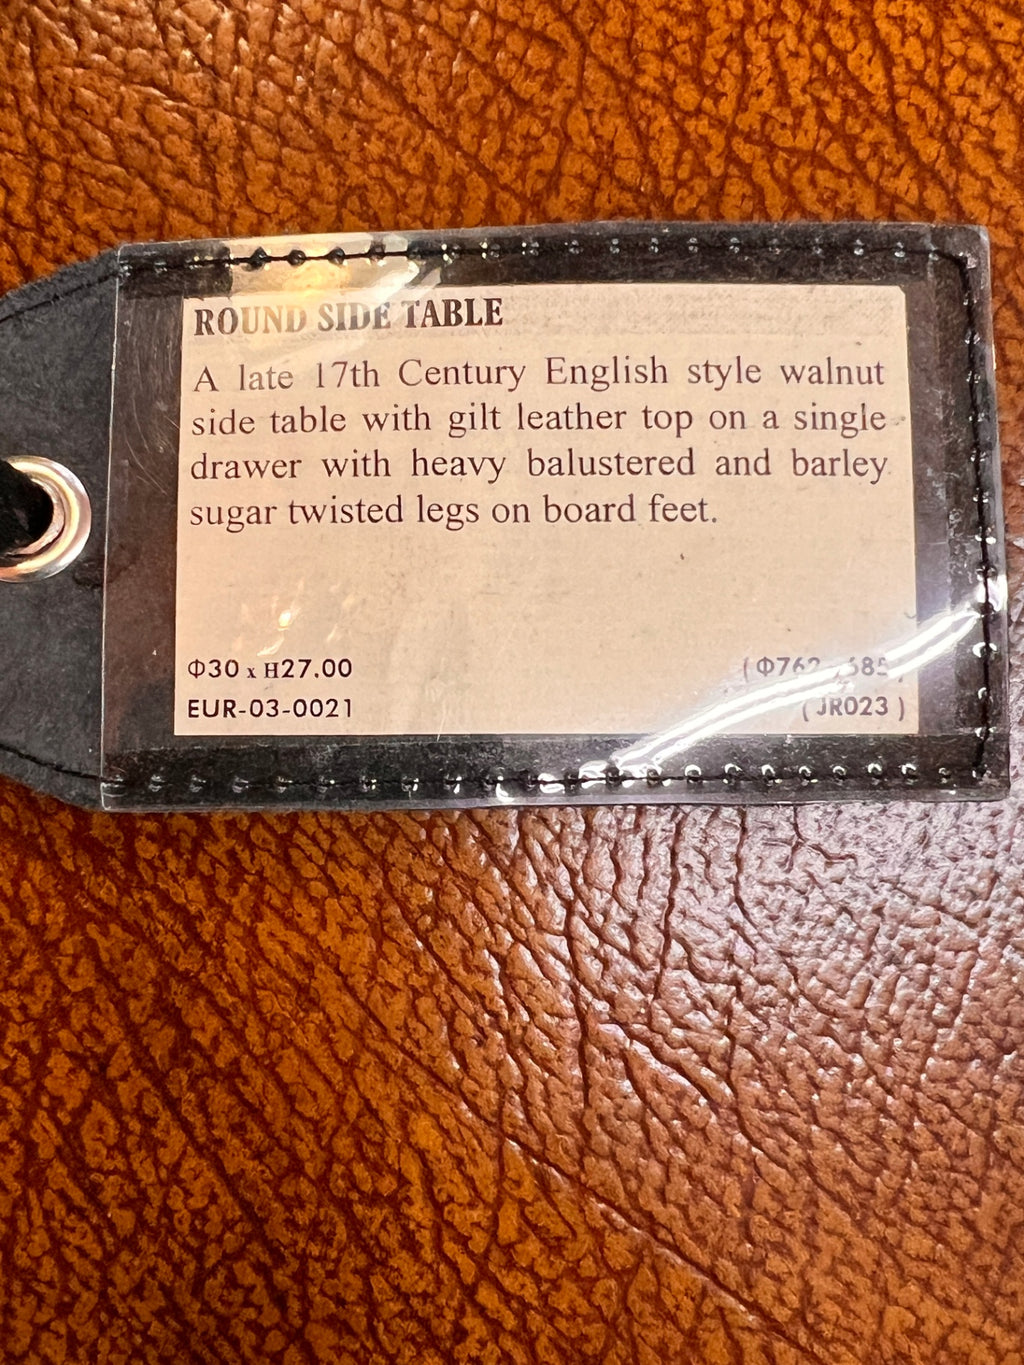 ROUND SIDE TABLE
A late 17th Century English style walnut
side table with gilt leather top on a single
drawer with heavy balustered and barley
sugar twisted legs on board feet.
Φ30 x H27.00
EUR-03-0021 ( JR023 )